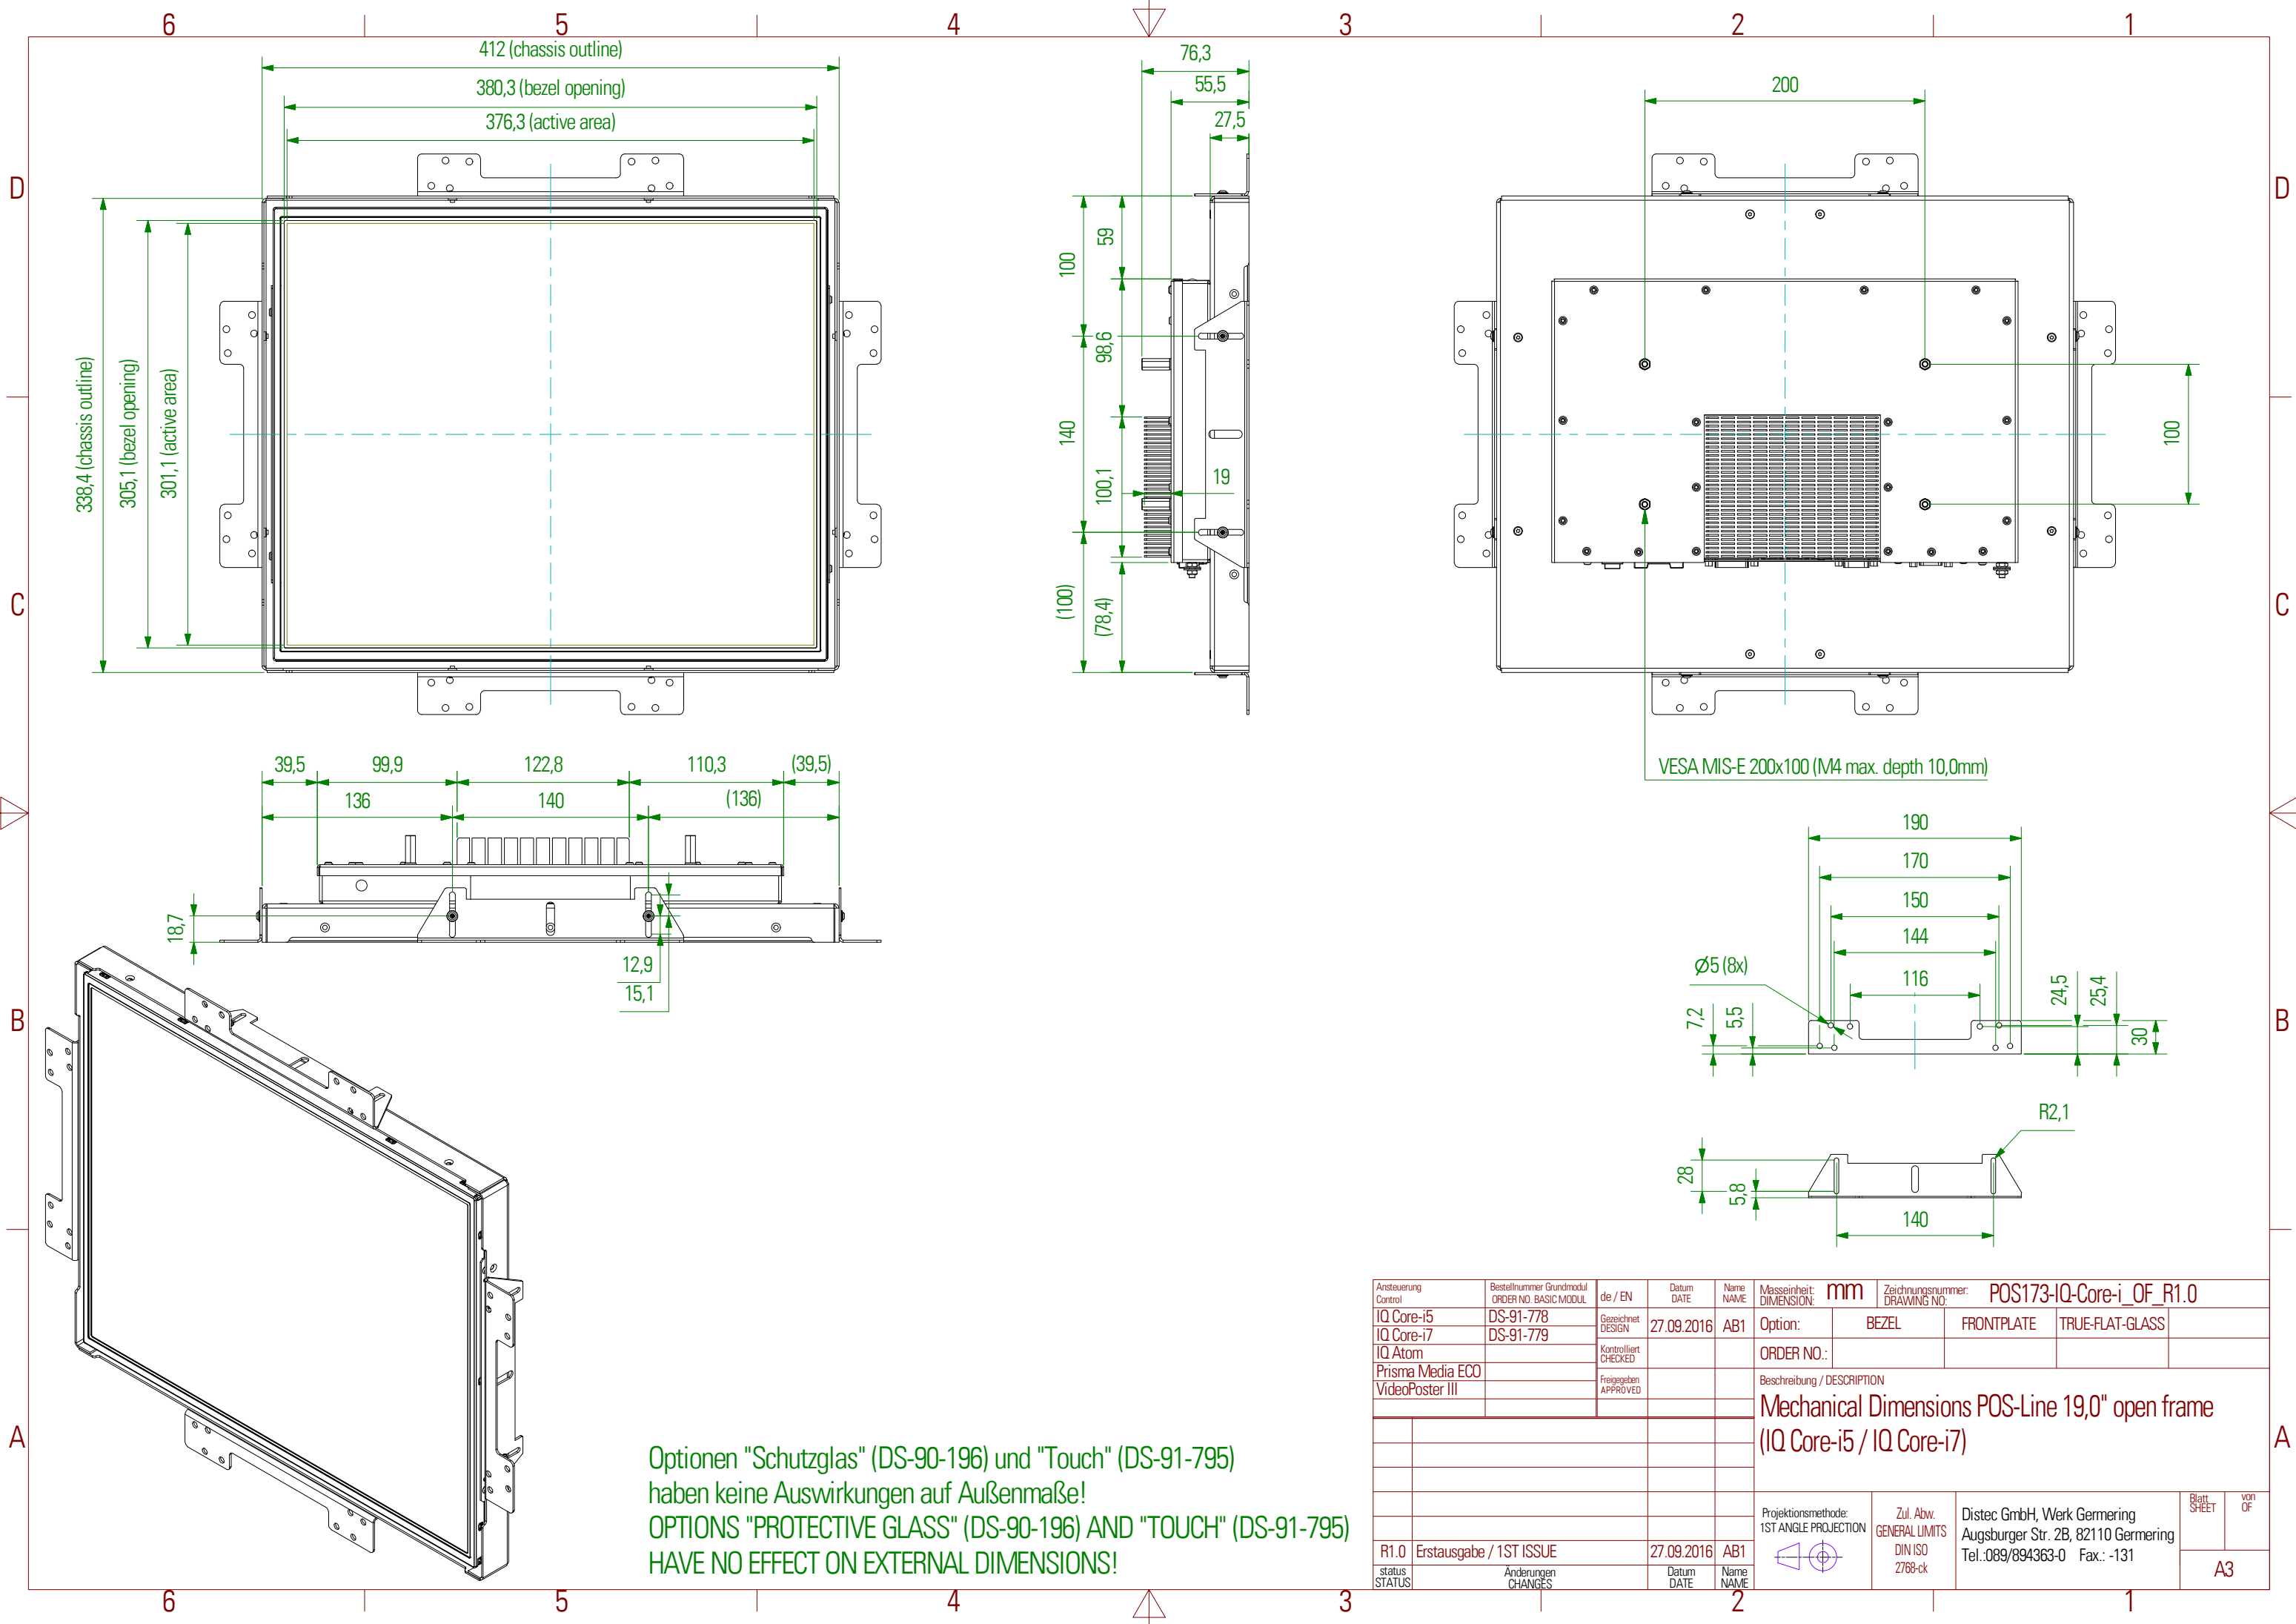 6 5 4 3 2 1
D
C
B
A
D
C
B
A
6 5 4 3 2 1
412 (chassis outline)
380,3 (bezel opening)
376,3 (active area)
338,4 (chassis outline)
305,1 (bezel opening)
301,1 (active area)
76,3
55,5
27,5
59
100
98,6
140
100,1
19
(100)
(78,4)
200
100
VESA MIS-E 200x100 (M4 max. depth 10,0mm)
39,5 99,9 122,8 110,3 (39,5)
136 140 (136)
18,7
12,9
15,1
190
170
150
144
116
Ø5 (8x)
7,2
5,5
24,5
25,4
30
R2,1
28
5,8
140
Optionen "Schutzglas" (DS-90-196) und "Touch" (DS-91-795)
haben keine Auswirkungen auf Außenmaße!
OPTIONS "PROTECTIVE GLASS" (DS-90-196) AND "TOUCH" (DS-91-795)
HAVE NO EFFECT ON EXTERNAL DIMENSIONS!
Ansteuerung
Control
Bestellnummer Grundmodul
ORDER NO. BASIC MODUL
IQ Core-i5 DS-91-778
IQ Core-i7 DS-91-779
IQ Atom
Prisma Media ECO
VideoPoster III
de / EN
Datum
DATE
Name
NAME
Gezeichnet
DESIGN
27.09.2016 AB1
Kontrolliert
CHECKED
Freigegeben
APPROVED
Masseinheit:
DIMENSION:
mm
Zeichnungsnummer:
DRAWING NO:
POS173-IQ-Core-i_OF_R1.0
Option: BEZEL FRONTPLATE TRUE-FLAT-GLASS
ORDER NO.:
Beschreibung / DESCRIPTION
Mechanical Dimensions POS-Line 19,0" open frame
(IQ Core-i5 / IQ Core-i7)
R1.0 Erstausgabe / 1ST ISSUE 27.09.2016 AB1
status
STATUS
Änderungen
CHANGES
Datum
DATE
Name
NAME
Projektionsmethode:
1ST ANGLE PROJECTION
Zul. Abw.
GENERAL LIMITS
DIN ISO
2768-ck
Distec GmbH, Werk Germering
Augsburger Str. 2B, 82110 Germering
Tel.:089/894363-0 Fax.: -131
Blatt
SHEET
von
OF
A3